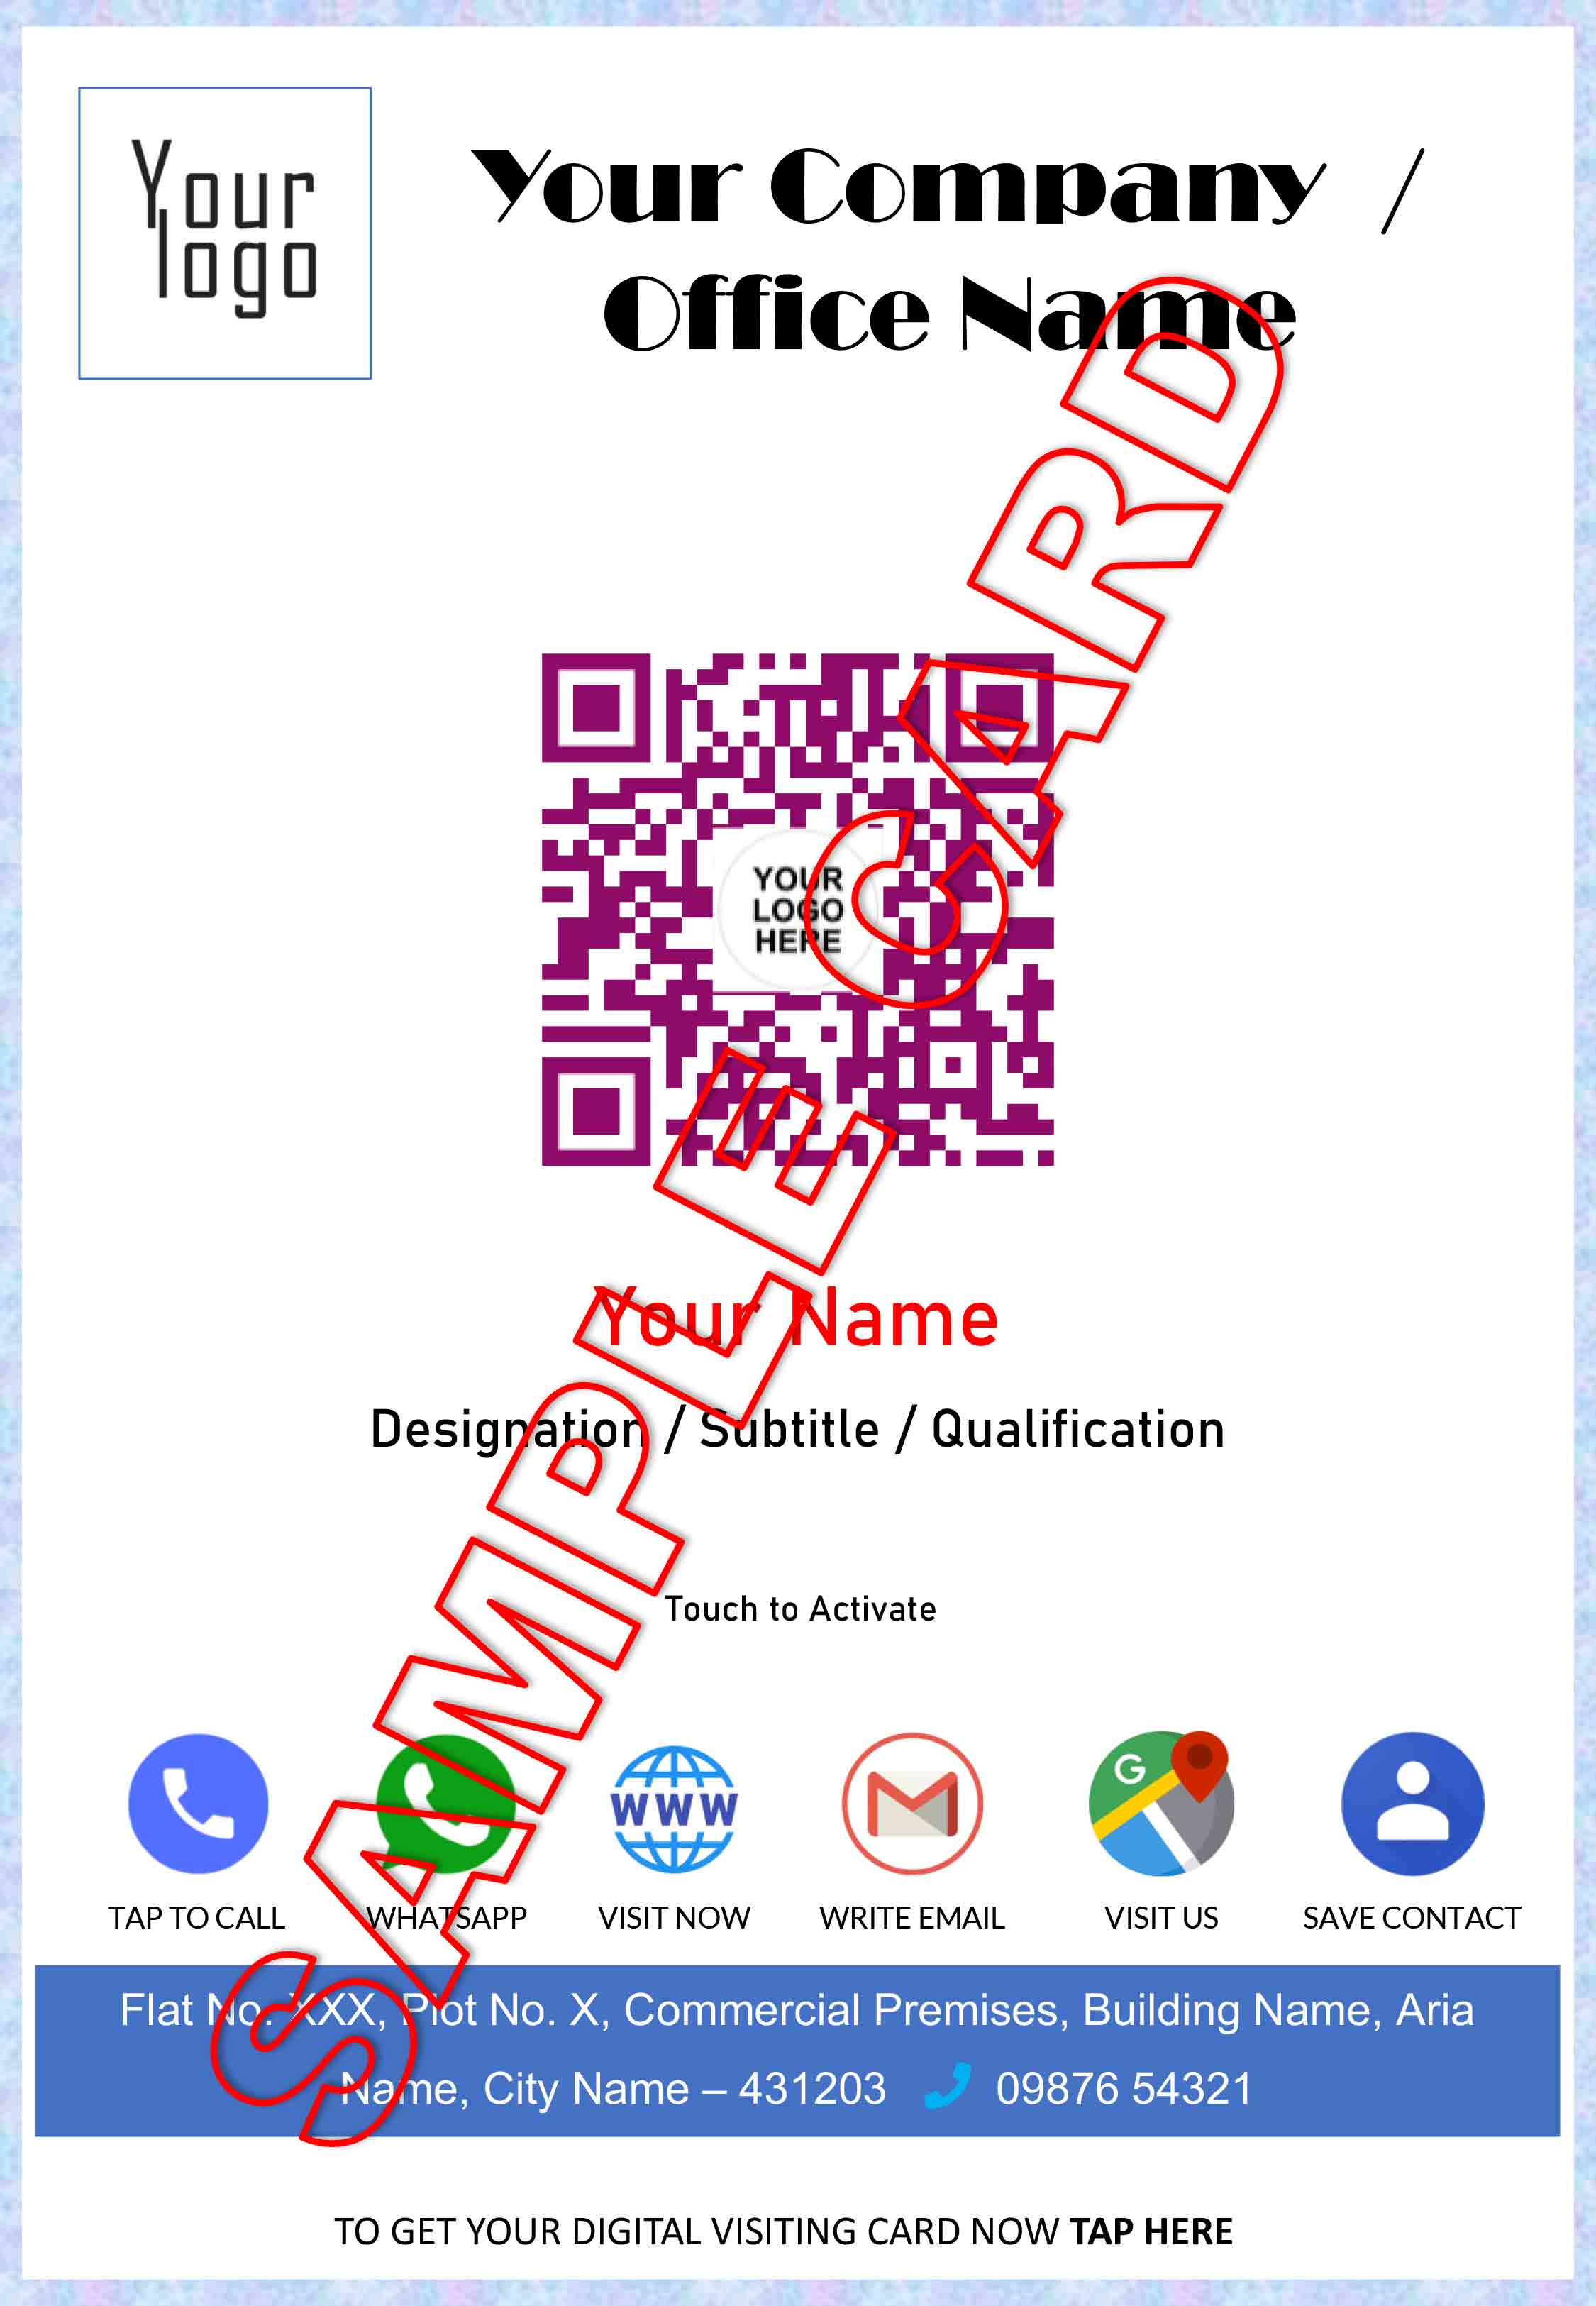 Your
logo
Your Company /
Office Name
YOUR
LOGO
HERE
SAMPLE CARD
Your Name
Designation / Subtitle / Qualification
Touch to Activate
WWW
G
TAP TO CALL
WHATSAPP
VISIT NOW
WRITE EMAIL
VISIT US
SAVE CONTACT
Flat No. XXX, Plot No. X, Commercial Premises, Building Name, Aria
Name, City Name – 431203 09876 54321
TO GET YOUR DIGITAL VISITING CARD NOW TAP HERE